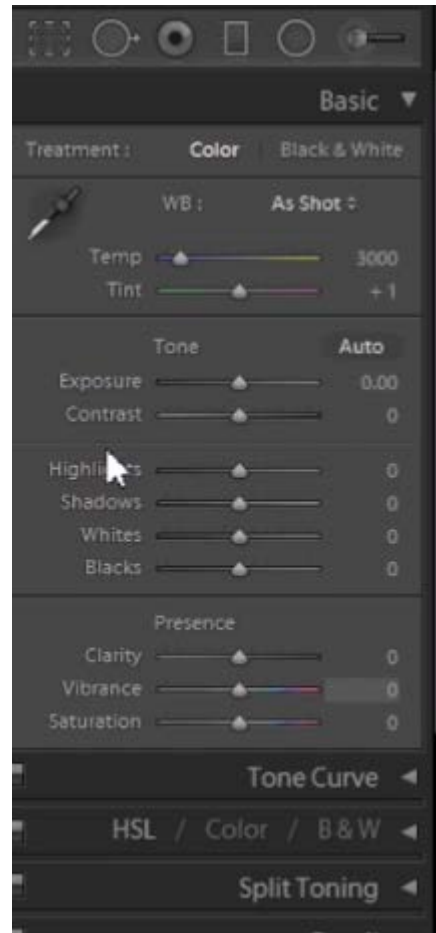 Basic
Treatment : Color Black & White
WB : As Shot
Temp 3000
Tint + 1
Tone Auto
Exposure 0.00
Contrast 0
Highlights 0
Shadows 0
Whites 0
Blacks 0
Presence
Clarity 0
Vibrance 0
Saturation 0
Tone Curve
HSL / Color / B & W
Split Toning